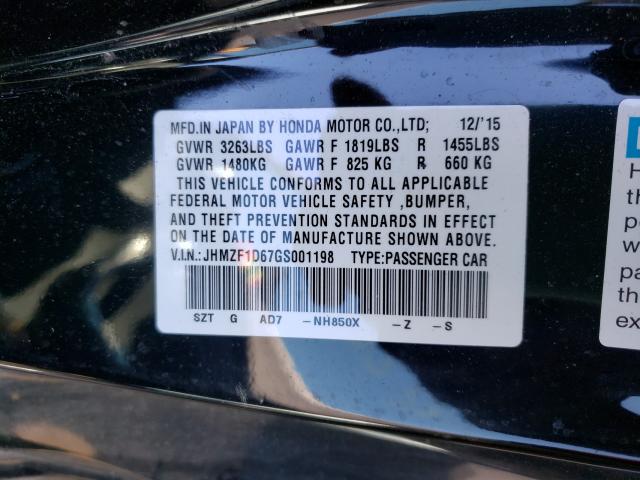 MFD.IN JAPAN BY HONDA MOTOR CO.,LTD; 12/'15
GVWR 3263LBS GAWR F 1819LBS R 1455LBS
GVWR 1480KG GAWR F 825 KG R 660 KG
THIS VEHICLE CONFORMS TO ALL APPLICABLE
FEDERAL MOTOR VEHICLE SAFETY ,BUMPER,
AND THEFT PREVENTION STANDARDS IN EFFECT
ON THE DATE OF MANUFACTURE SHOWN ABOVE.
V.I.N.:JHMZF1D67GS001198 TYPE:PASSENGER CAR
SZT G AD7 -NH850X -Z -S